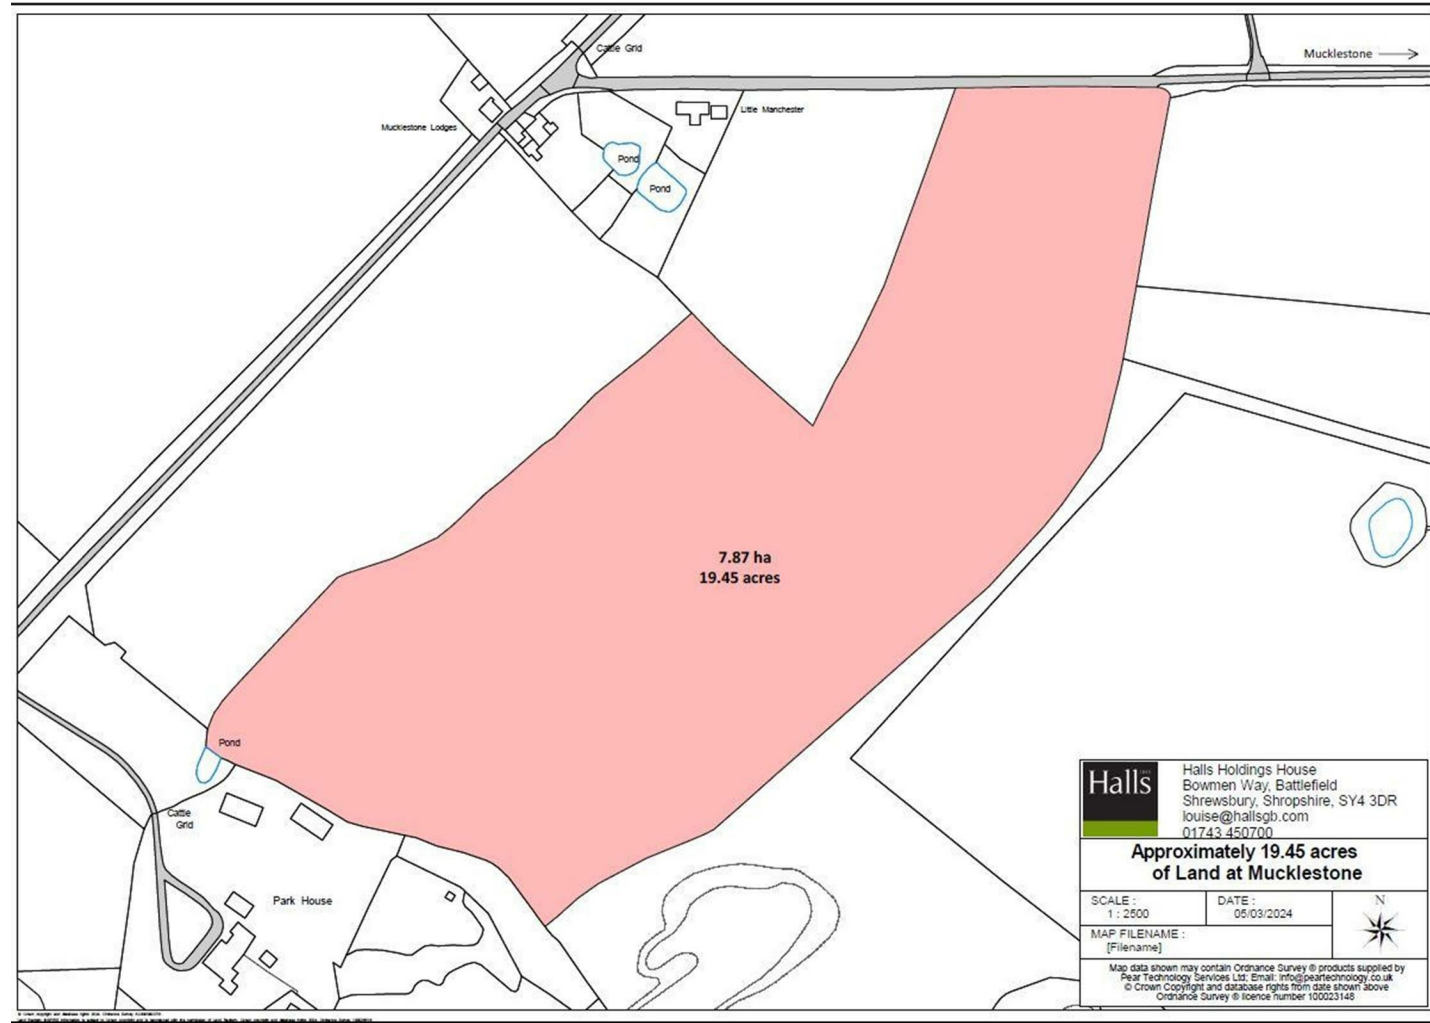 Cattle Grid
Mucklestone
Little Manchester
Mucklestone Lodges
Pond
Pond
7.87 ha
19.45 acres
Pond
Cattle
Grid
Park House
Halls
Halls Holdings House
Bowmen Way, Battlefield
Shrewsbury, Shropshire, SY4 3DR
louise@hallsgb.com
01743 450700
Approximately 19.45 acres
of Land at Mucklestone
SCALE :
1 : 2500
DATE :
05/03/2024
N
MAP FILENAME :
[Filename]
Map data shown may contain Ordnance Survey ® products supplied by
Pear Technology Services Ltd; Email: info@peartechnology.co.uk
© Crown Copyright and database rights from date shown above
Ordnance Survey ® licence number 100023148